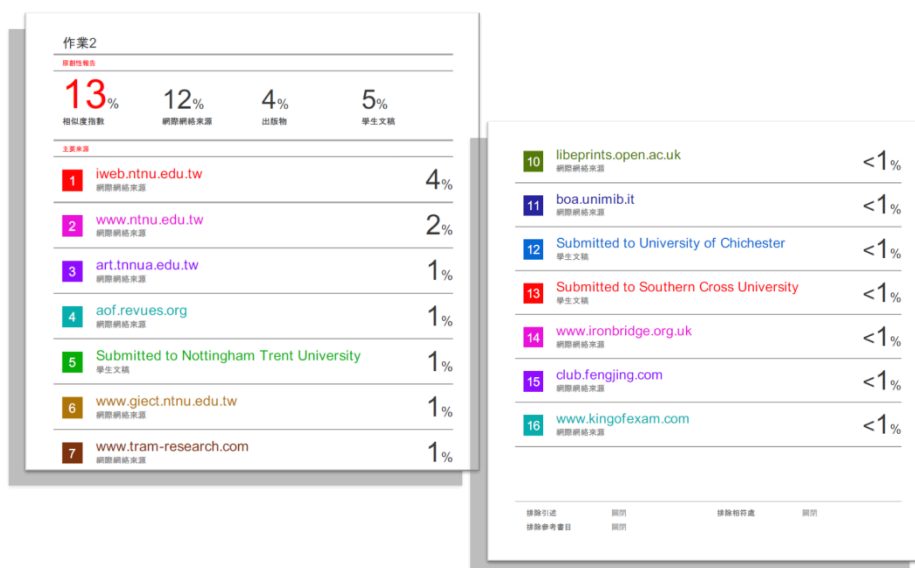 作業2
原創性報告
13%
相似度指數
12%
網際網絡來源
4%
出版物
5%
學生文稿
主要來源
1 iweb.ntnu.edu.tw 4%
網際網絡來源
2 www.ntnu.edu.tw 2%
網際網絡來源
3 art.tnnua.edu.tw 1%
網際網絡來源
4 aof.revues.org 1%
網際網絡來源
5 Submitted to Nottingham Trent University 1%
學生文稿
6 www.giect.ntnu.edu.tw 1%
網際網絡來源
7 www.tram-research.com 1%
網際網絡來源
10 libeprints.open.ac.uk <1%
網際網絡來源
11 boa.unimib.it <1%
網際網絡來源
12 Submitted to University of Chichester <1%
學生文稿
13 Submitted to Southern Cross University <1%
學生文稿
14 www.ironbridge.org.uk <1%
網際網絡來源
15 club.fengjing.com <1%
網際網絡來源
16 www.kingofexam.com <1%
網際網絡來源
排除引述 關閉 排除相符處 關閉
排除參考書目 關閉